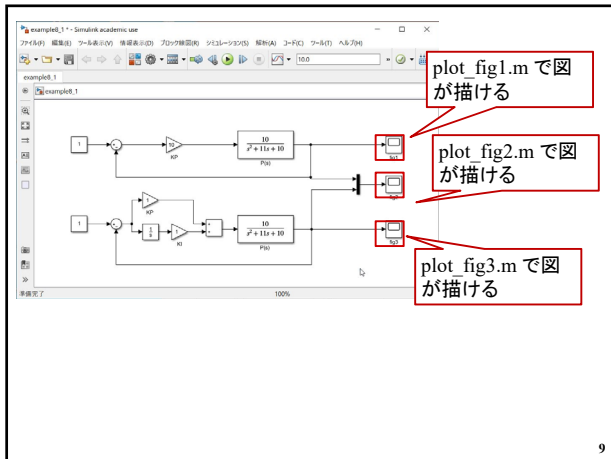 example8_1 * - Simulink academic use
ファイル(F) 編集(E) ツール表示(V) 情報表示(D) ブロック線図(R) シミュレーション(S) 解析(A) コード(C) ツール(T) ヘルプ(H)
10.0
example8_1
example8_1
plot_fig1.m で図
が描ける
1
10
KP
10
s²+11s+10
P(s)
fig1
plot_fig2.m で図
が描ける
1
KP
1
1
s
1
KI
10
s²+11s+10
P(s)
fig3
plot_fig3.m で図
が描ける
準備完了
100%
9